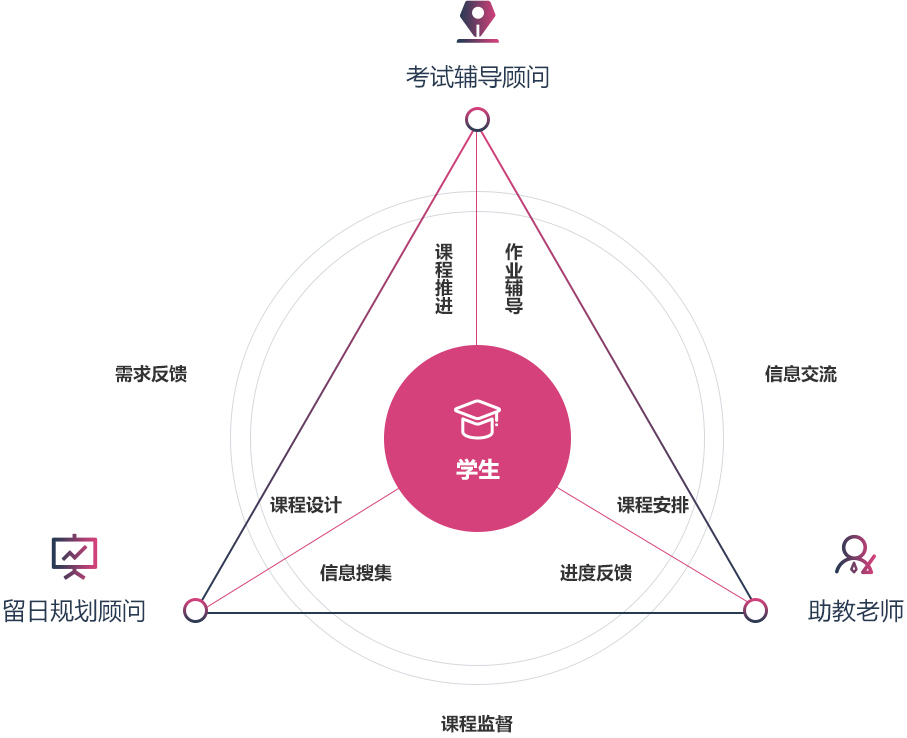 考试辅导顾问
课程推进
作业辅导
需求反馈
信息交流
学生
课程设计
课程安排
信息搜集
进度反馈
留日规划顾问
助教老师
课程监督